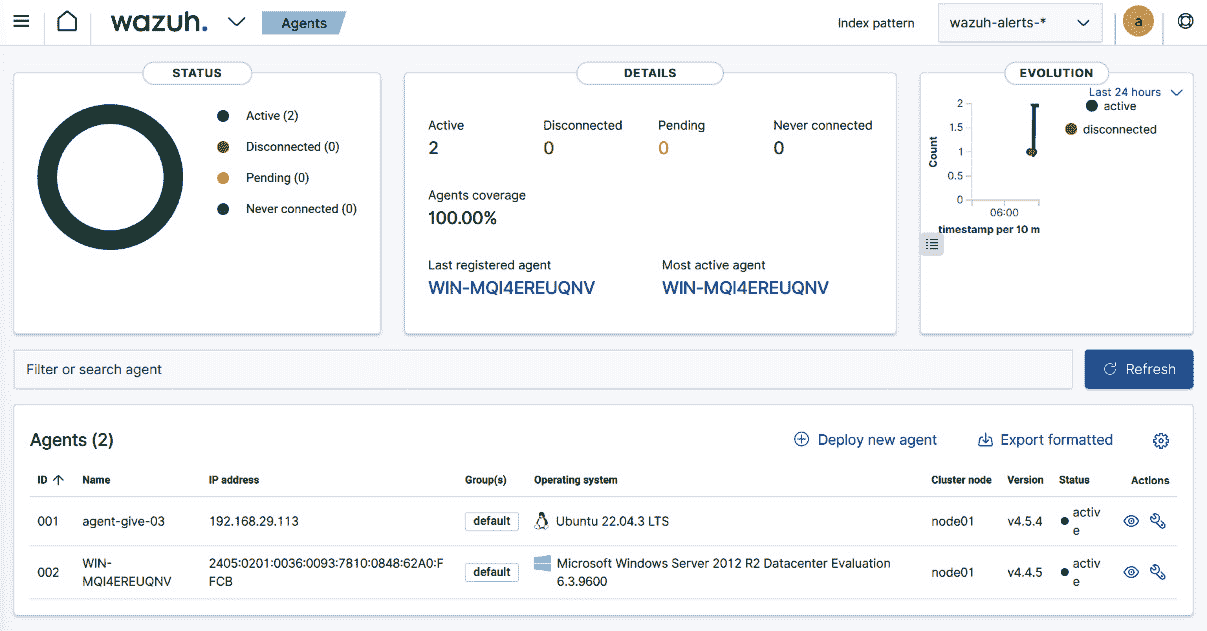 wazuh.
Agents
Index pattern
wazuh-alerts-*
a
STATUS
Active (2)
Disconnected (0)
Pending (0)
Never connected (0)
DETAILS
Active
Disconnected
Pending
Never connected
2
0
0
0
Agents coverage
100.00%
Last registered agent
Most active agent
WIN-MQI4EREUQNV
WIN-MQI4EREUQNV
EVOLUTION
Last 24 hours
active
disconnected
Count
2
1.5
1
0.5
0
06:00
timestamp per 10 m
Filter or search agent
Refresh
Agents (2)
Deploy new agent
Export formatted
ID Name IP address Group(s) Operating system Cluster node Version Status Actions
001 agent-give-03 192.168.29.113 default Ubuntu 22.04.3 LTS node01 v4.5.4 activ
e
002 WIN- 2405:0201:0036:0093:7810:0848:62A0:F default Microsoft Windows Server 2012 R2 Datacenter Evaluation node01 v4.4.5 activ
MQI4EREUQNV FCB 6.3.9600 e